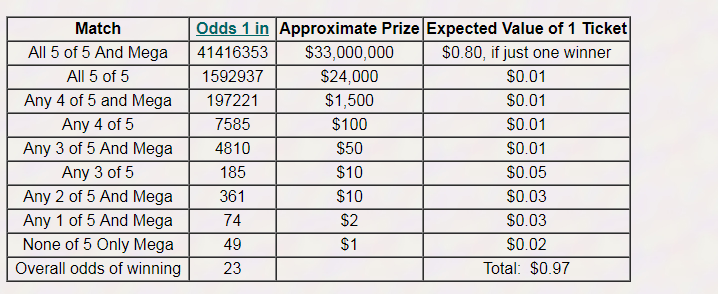 Match Odds 1 in Approximate Prize Expected Value of 1 Ticket
All 5 of 5 And Mega 41416353 $33,000,000 $0.80, if just one winner
All 5 of 5 1592937 $24,000 $0.01
Any 4 of 5 and Mega 197221 $1,500 $0.01
Any 4 of 5 7585 $100 $0.01
Any 3 of 5 And Mega 4810 $50 $0.01
Any 3 of 5 185 $10 $0.05
Any 2 of 5 And Mega 361 $10 $0.03
Any 1 of 5 And Mega 74 $2 $0.03
None of 5 Only Mega 49 $1 $0.02
Overall odds of winning 23 Total: $0.97